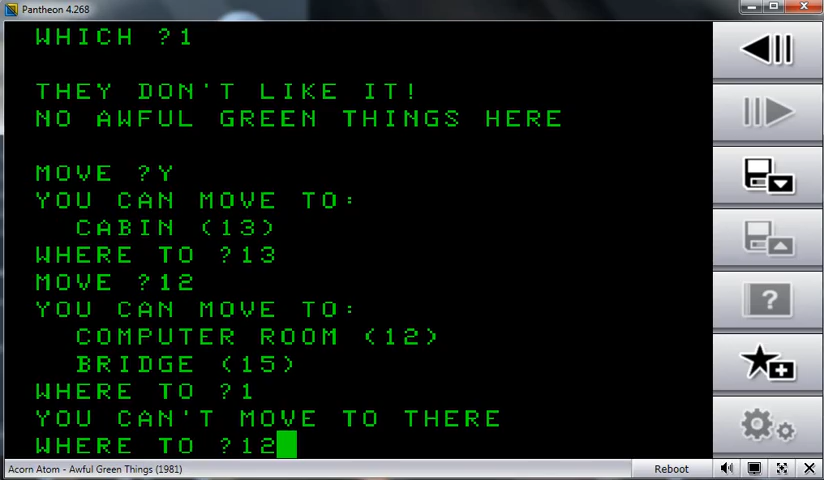 Pantheon 4.268
WHICH ?1
THEY DON'T LIKE IT!
NO AWFUL GREEN THINGS HERE
MOVE ?Y
YOU CAN MOVE TO:
CABIN (13)
WHERE TO ?13
MOVE ?12
YOU CAN MOVE TO:
COMPUTER ROOM (12)
BRIDGE (15)
WHERE TO ?1
YOU CAN'T MOVE TO THERE
WHERE TO ?12
?
Acorn Atom - Awful Green Things (1981)
Reboot